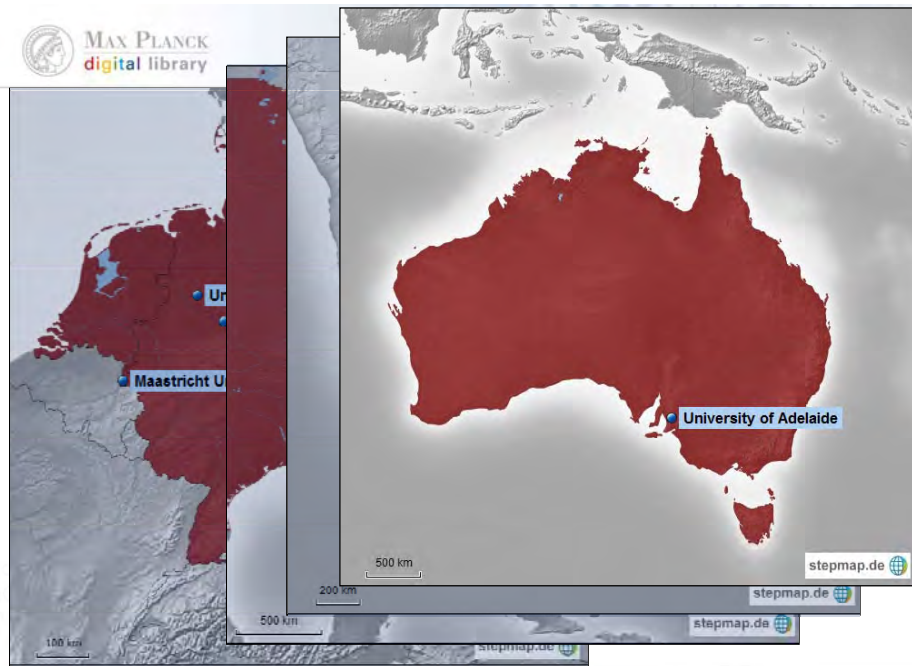 MAX PLANCK
digital library
Maastricht
University of Adelaide
500 km
stepmap.de
200 km
stepmap.de
500 km
stepmap.de
100 km
stepmap.de